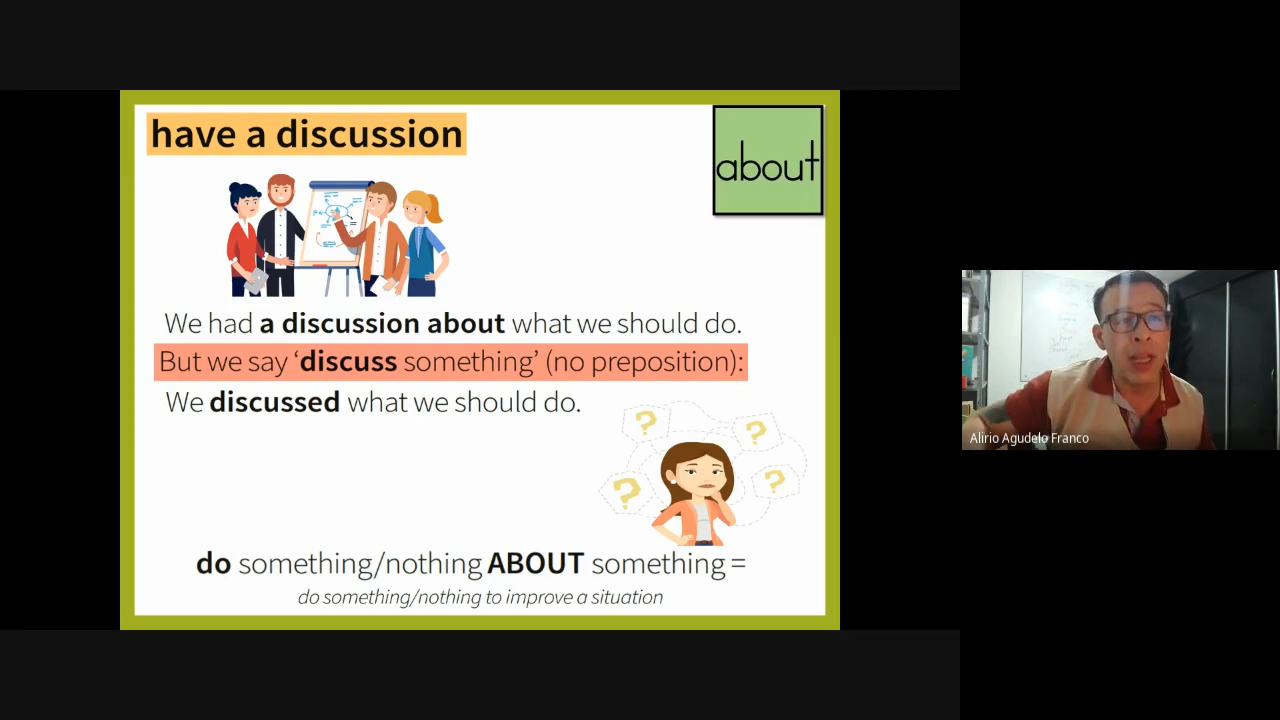 have a discussion
about
We had a discussion about what we should do.
But we say ‘discuss something’ (no preposition):
We discussed what we should do.
?
?
?
?
do something/nothing ABOUT something =
do something/nothing to improve a situation
Alirio Agudelo Franco